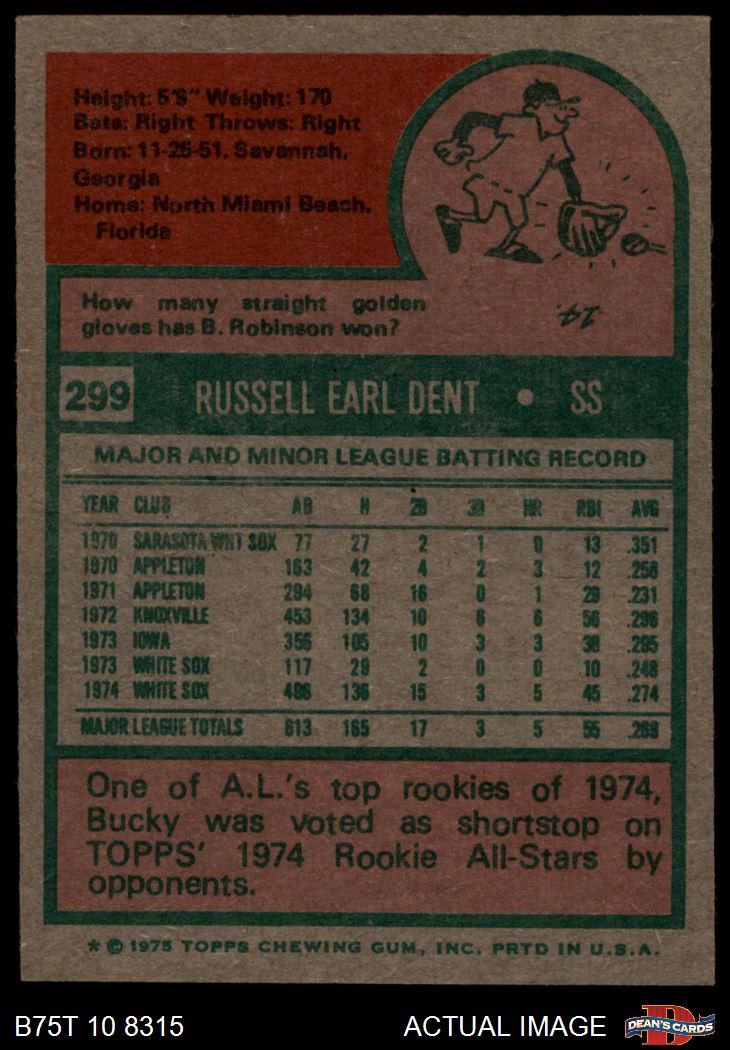 Height: 5'9" Weight: 170
Bats: Right Throws: Right
Born: 11-25-51, Savannah,
Georgia
Home: North Miami Beach,
Florida
How many straight golden
gloves has B. Robinson won?
14.
299 RUSSELL EARL DENT • SS
MAJOR AND MINOR LEAGUE BATTING RECORD
YEAR CLUB AB H 2B 3B HR RBI AVG
1970 SARASOTA WHT SOX 77 27 2 1 0 13 .351
1970 APPLETON 163 42 4 2 3 12 .258
1971 APPLETON 294 68 16 0 1 29 .231
1972 KNOXVILLE 453 134 10 6 6 56 .296
1973 IOWA 356 105 10 3 3 38 .295
1973 WHITE SOX 117 29 2 0 0 10 .248
1974 WHITE SOX 496 136 15 3 5 45 .274
MAJOR LEAGUE TOTALS 613 165 17 3 5 55 .269
One of A.L.'s top rookies of 1974,
Bucky was voted as shortstop on
TOPPS' 1974 Rookie All-Stars by
opponents.
* © 1975 TOPPS CHEWING GUM, INC. PRTD IN U.S.A.
B75T 10 8315 ACTUAL IMAGE D DEAN'S CARDS